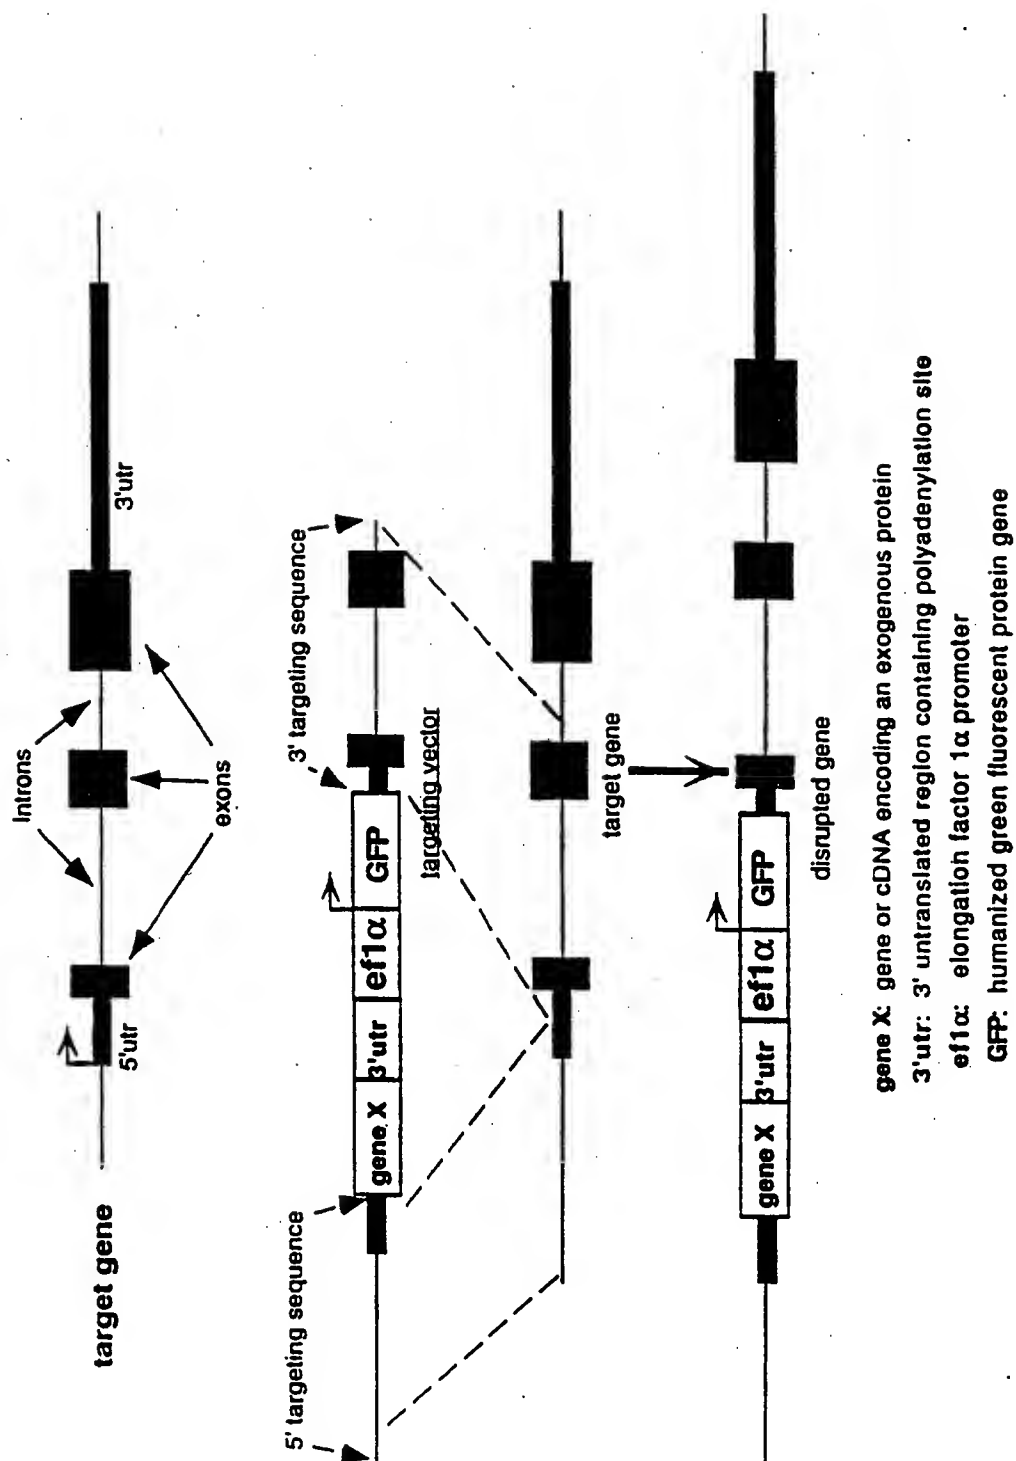 target gene
5'utr
Introns
exons
3'utr
5' targeting sequence
3' targeting sequence
gene X
3'utr
ef1α
GFP
targeting vector
target gene
disrupted gene
gene X
3'utr
ef1α
GFP
gene X: gene or cDNA encoding an exogenous protein
3'utr: 3' untranslated region containing polyadenylation site
ef1α: elongation factor 1α promoter
GFP: humanized green fluorescent protein gene